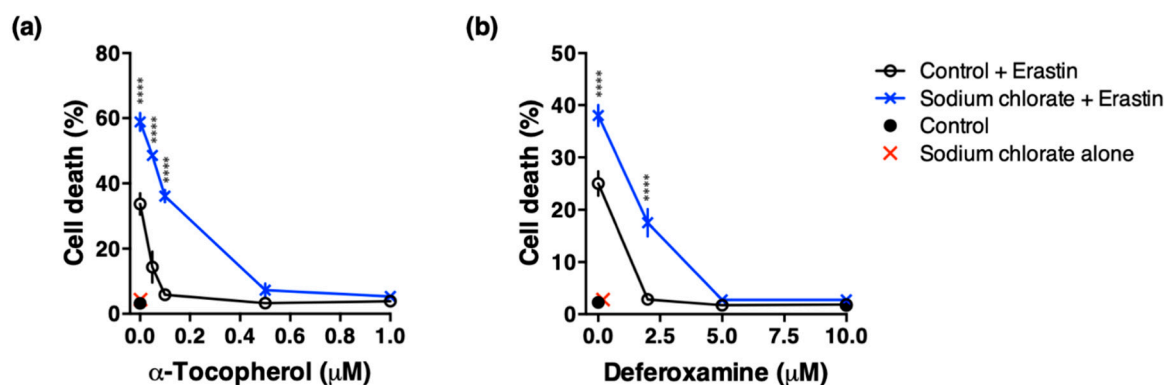 (a)
80
60
40
20
0
Cell death (%)
****
****
****
0.0 0.2 0.4 0.6 0.8 1.0
α-Tocopherol (μM)
(b)
50
40
30
20
10
0
Cell death (%)
****
****
0.0 2.5 5.0 7.5 10.0
Deferoxamine (μM)
Control + Erastin
Sodium chlorate + Erastin
Control
Sodium chlorate alone